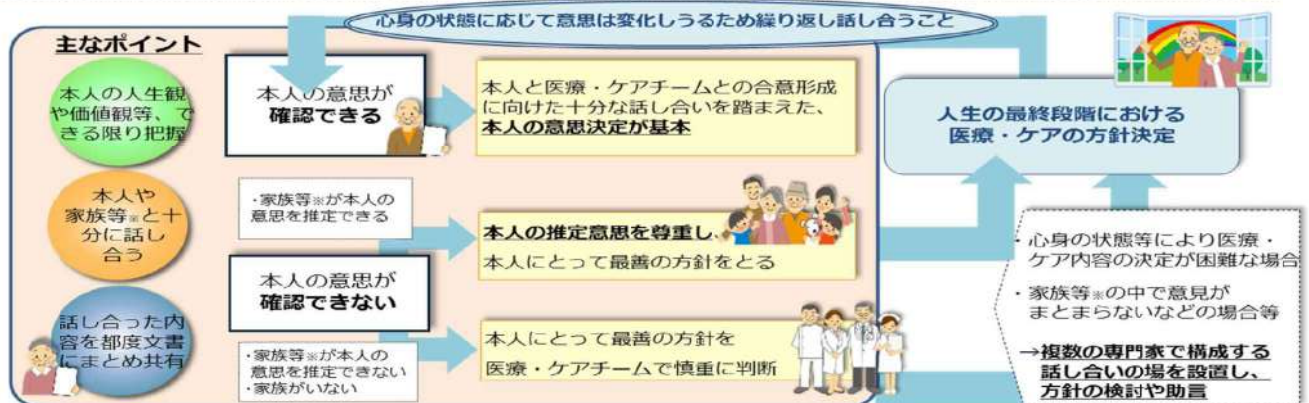 心身の状態に応じて意思は変化しうるため繰り返し話し合うこと
主なポイント
本人の人生観
や価値観等、で
きる限り把握
本人や
家族等※と十
分に話し
合う
話し合った内
容を都度文書
にまとめ共有
本人の意思が
確認できる
本人と医療・ケアチームとの合意形成
に向けた十分な話し合いを踏まえた、
本人の意思決定が基本
・家族等※が本人の
意思を推定できる
本人の推定意思を尊重し、
本人にとって最善の方針をとる
本人の意思が
確認できない
・家族等※が本人の
意思を推定できない
・家族がいない
本人にとって最善の方針を
医療・ケアチームで慎重に判断
人生の最終段階における
医療・ケアの方針決定
・心身の状態等により医療・
ケア内容の決定が困難な場合
・家族等※の中で意見が
まとまらないなどの場合等
→複数の専門家で構成する
話し合いの場を設置し、
方針の検討や助言